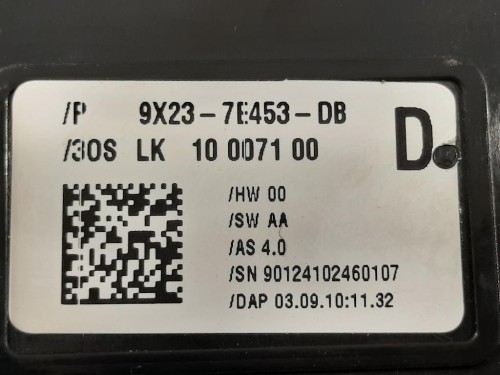 /P 9X23-7E453-DB
/3OS LK 10 0071 00
D
/HW 00
/SW AA
/AS 4.0
/SN 90124102460107
/DAP 03.09.10:11.32